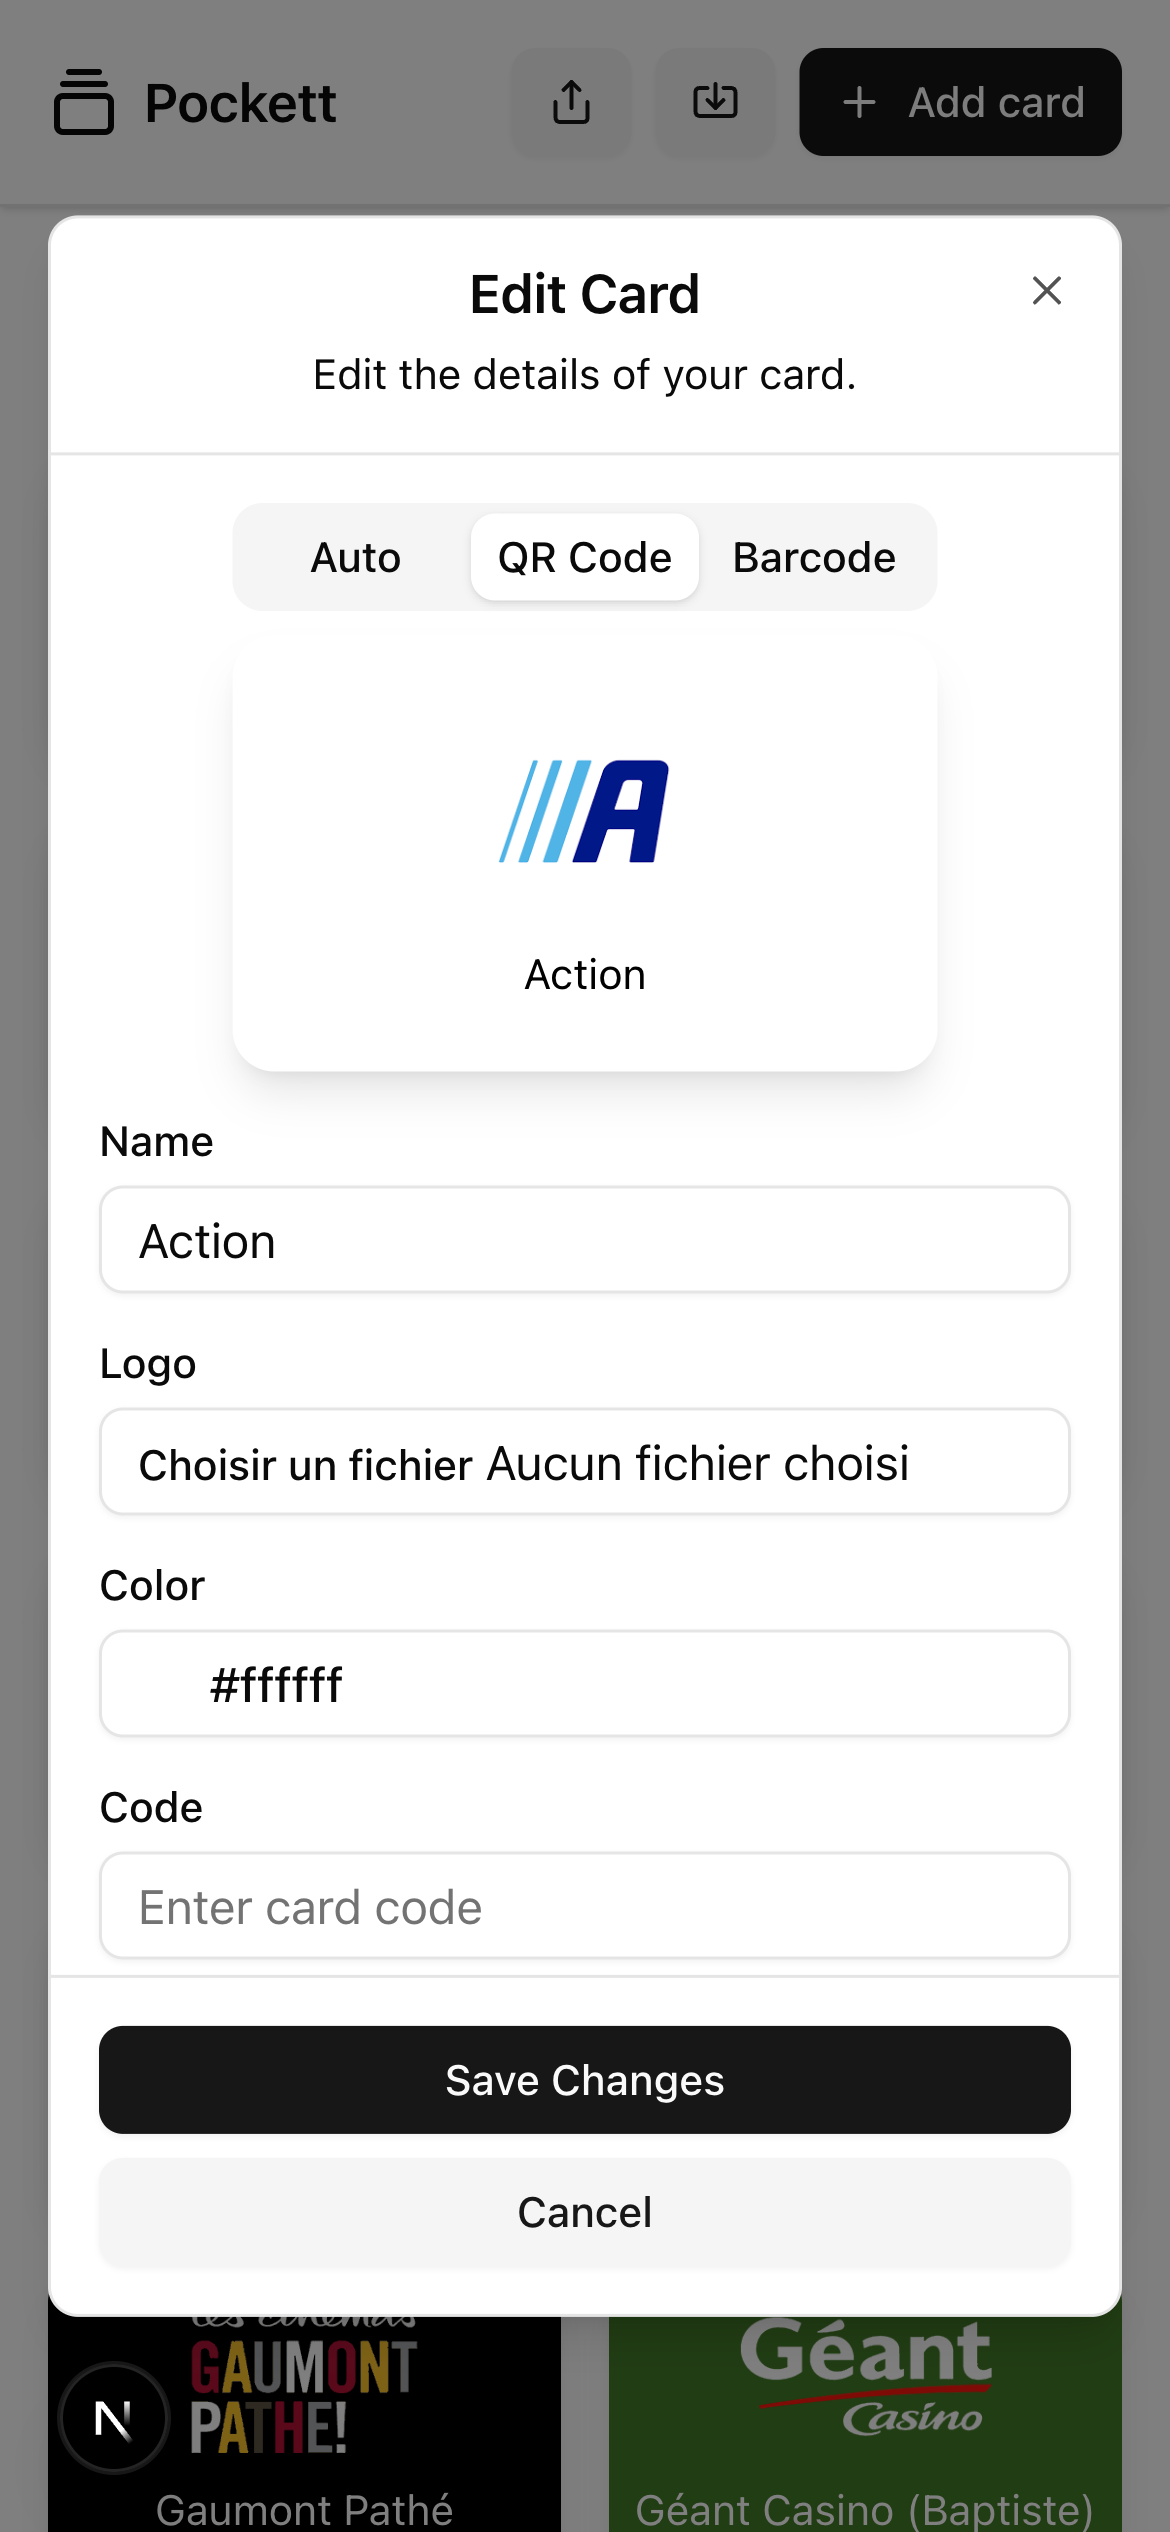 Pockett
+ Add card
Edit Card
Edit the details of your card.
Auto
QR Code
Barcode
A
Action
Name
Action
Logo
Choisir un fichier Aucun fichier choisi
Color
#ffffff
Code
Enter card code
Save Changes
Cancel
les cinémas
GAUMONT
PATHE!
N
Gaumont Pathé
Géant
Casino
Géant Casino (Baptiste)